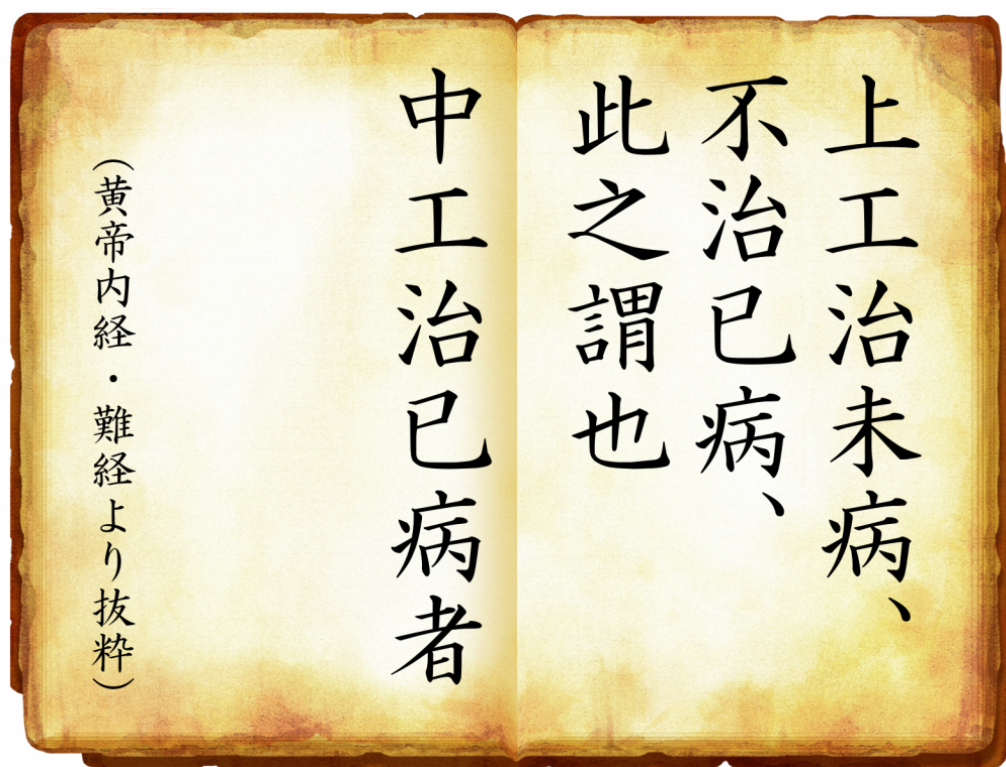 上工治未病、
不治已病、
此之謂也
中工治已病者
（黄帝内経・難経より抜粋）